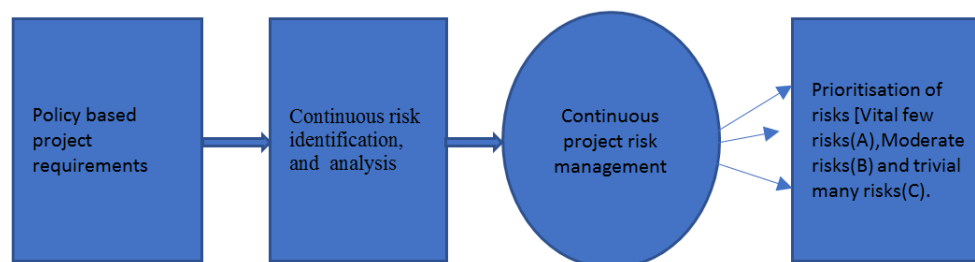 Policy based
project
requirements
Continuous risk
identification,
and  analysis
Continuous
project risk
management
Prioritisation of
risks [Vital few
risks(A),Moderate
risks(B) and trivial
many risks(C).